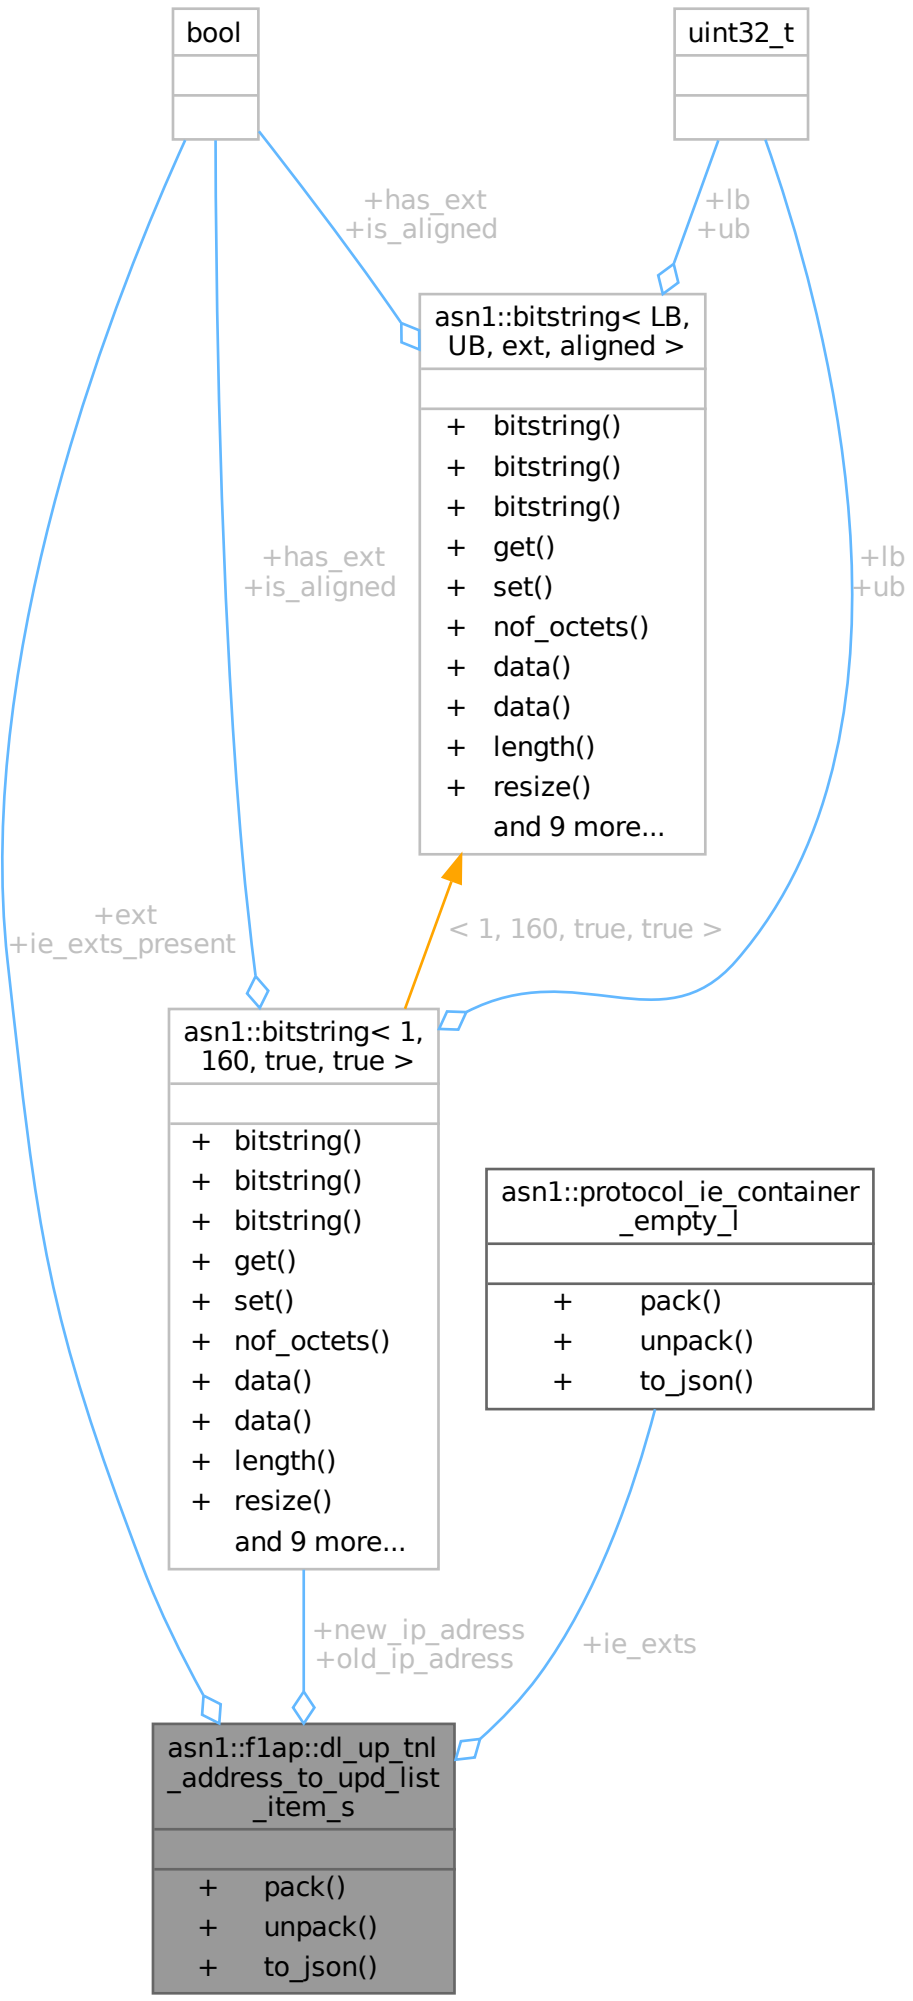 bool
uint32_t
+has_ext
+is_aligned
+lb
+ub
asn1::bitstring< LB,
UB, ext, aligned >
+ bitstring()
+ bitstring()
+ bitstring()
+ get()
+ set()
+ nof_octets()
+ data()
+ data()
+ length()
+ resize()
and 9 more...
+has_ext
+is_aligned
+lb
+ub
+ext
+ie_exts_present
< 1, 160, true, true >
asn1::bitstring< 1,
160, true, true >
+ bitstring()
+ bitstring()
+ bitstring()
+ get()
+ set()
+ nof_octets()
+ data()
+ data()
+ length()
+ resize()
and 9 more...
asn1::protocol_ie_container
_empty_l
+ pack()
+ unpack()
+ to_json()
+new_ip_adress
+old_ip_adress
+ie_exts
asn1::f1ap::dl_up_tnl
_address_to_upd_list
_item_s
+ pack()
+ unpack()
+ to_json()